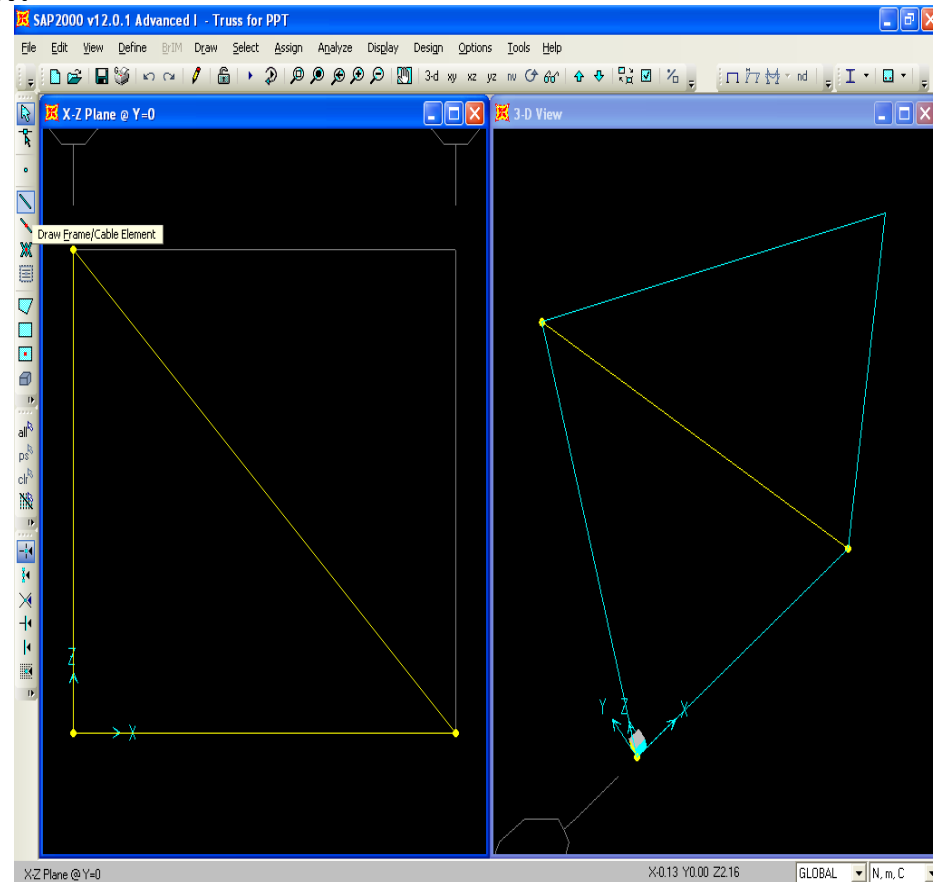 SAP2000 v12.0.1 Advanced I - Truss for PPT
File Edit View Define BrIM Draw Select Assign Analyze Display Design Options Tools Help
3-d xy xz yz nv nd
X-Z Plane @ Y=0
3-D View
Draw Frame/Cable Element
all
ps
clr
Z
X
Y Z X
X-Z Plane @ Y=0 X-0.13 Y0.00 Z2.16 GLOBAL N, m, C